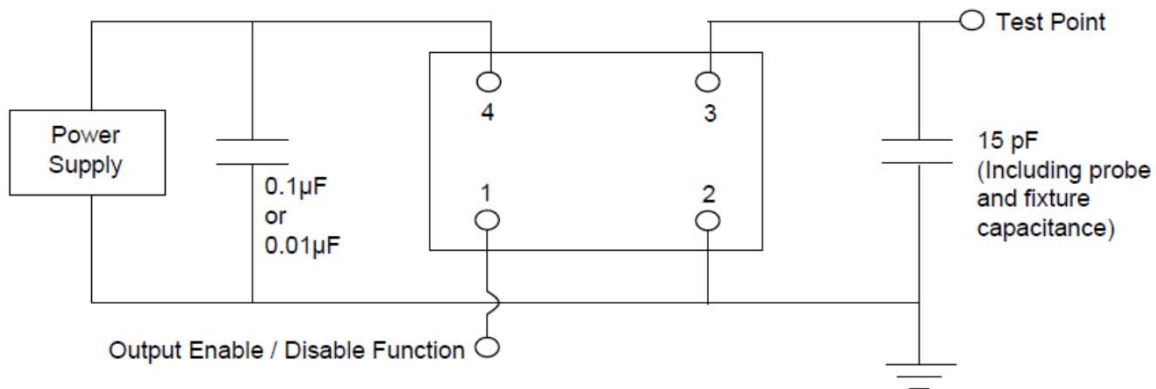 Test Point
4
3
Power
Supply
15 pF
(Including probe
and fixture
capacitance)
0.1µF
or
0.01µF
1
2
Output Enable / Disable Function